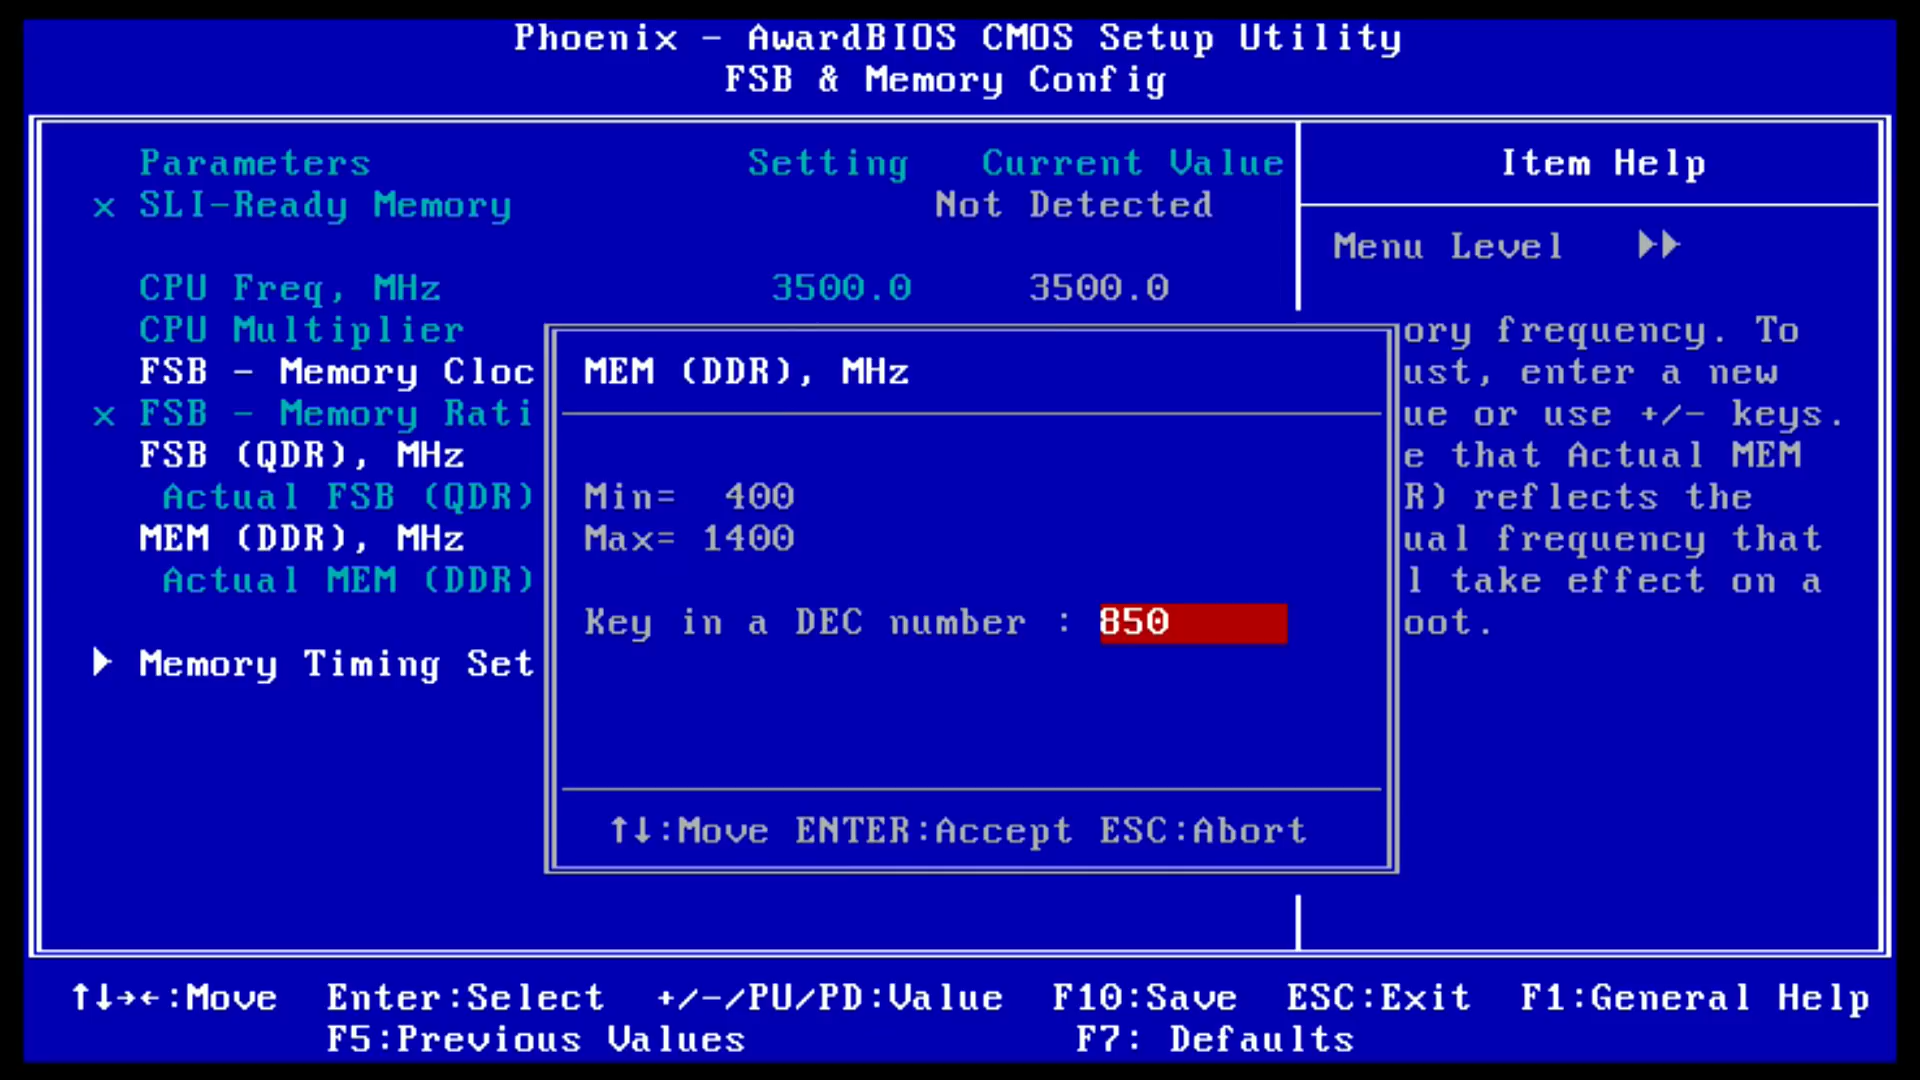 Phoenix - AwardBIOS CMOS Setup Utility
FSB & Memory Config
Parameters Setting Current Value
x SLI-Ready Memory Not Detected
CPU Freq, MHz 3500.0 3500.0
CPU Multiplier
FSB - Memory Cloc
x FSB - Memory Rati
FSB (QDR), MHz
Actual FSB (QDR)
MEM (DDR), MHz
Actual MEM (DDR)
▶ Memory Timing Set
MEM (DDR), MHz
Min= 400
Max= 1400
Key in a DEC number : 850
↑↓:Move ENTER:Accept ESC:Abort
Item Help
Menu Level ▶▶
ory frequency. To
ust, enter a new
ue or use +/- keys.
e that Actual MEM
R) reflects the
ual frequency that
l take effect on a
oot.
↑↓→←:Move Enter:Select +/-/PU/PD:Value F10:Save ESC:Exit F1:General Help
F5:Previous Values F7: Defaults